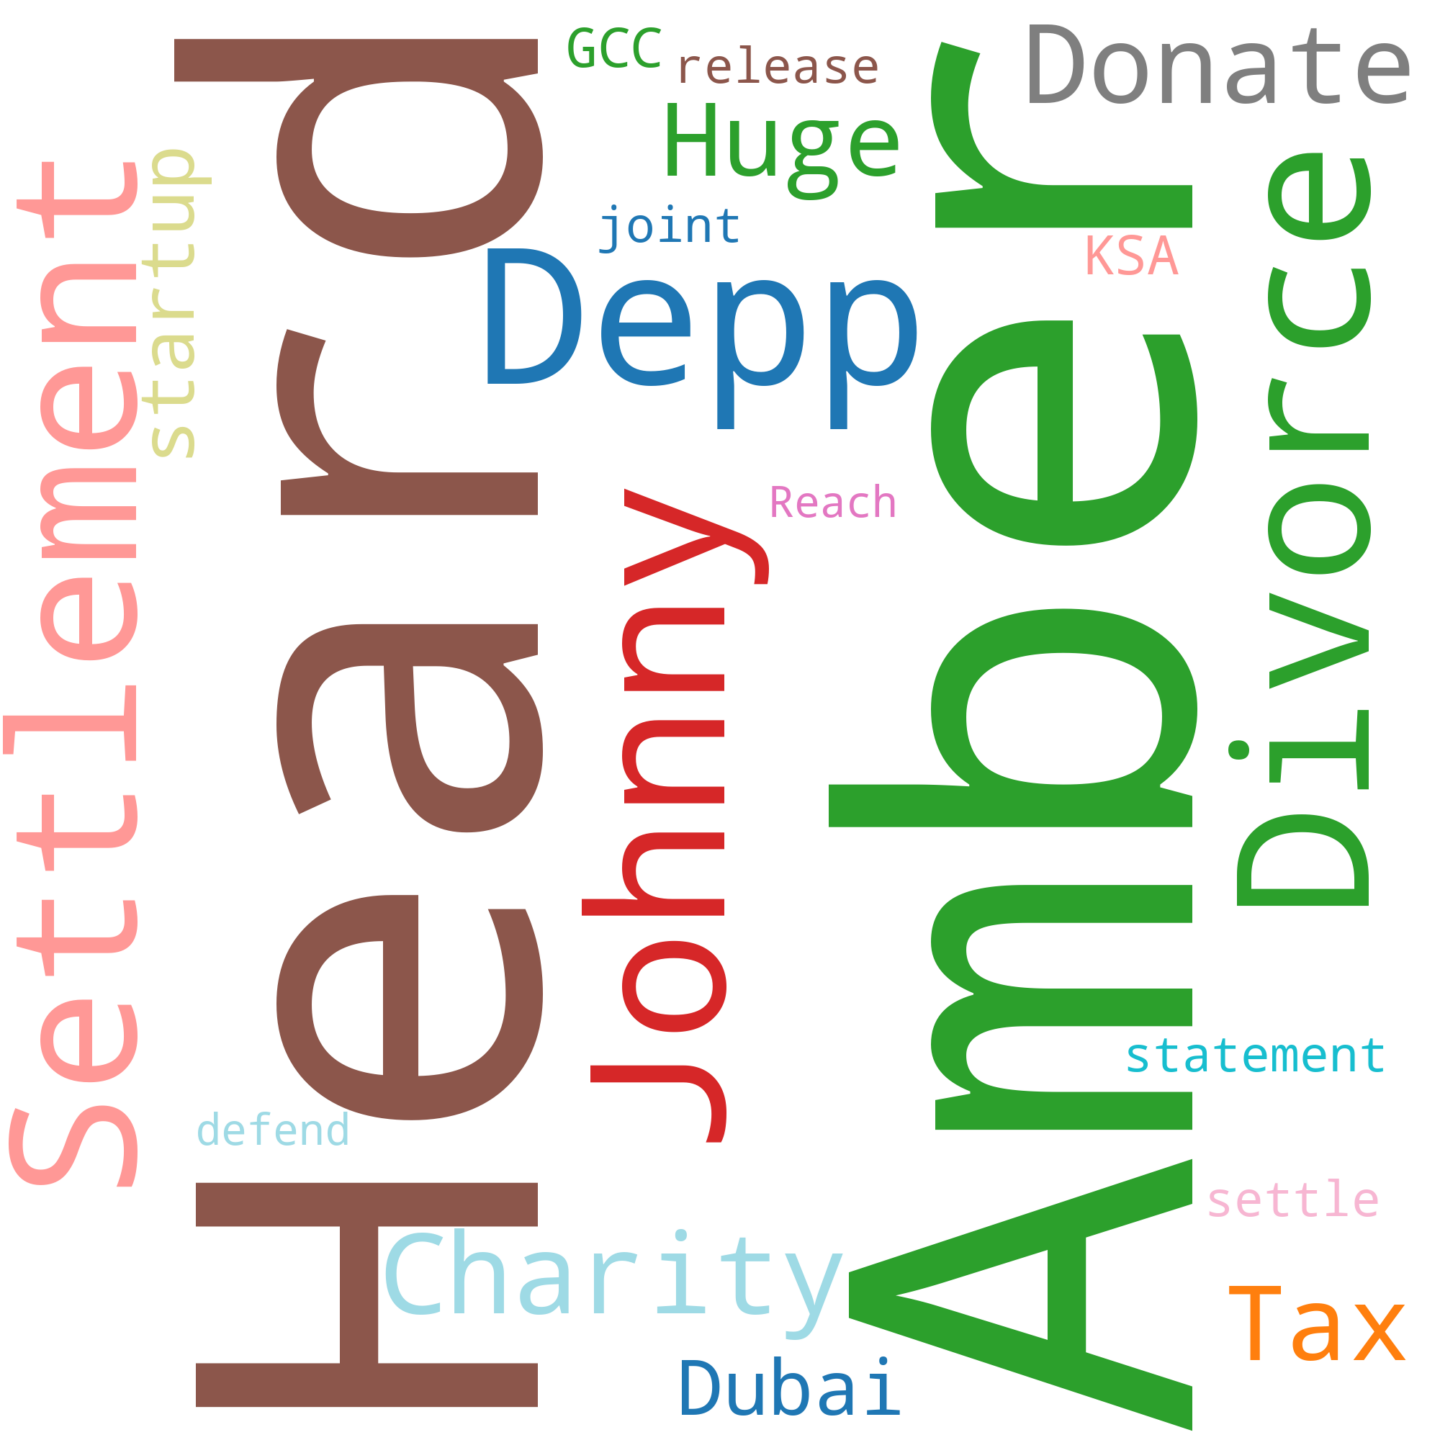 Settlement
startup
Heard
GCC
release
Huge
joint
Depp
Johnny
Reach
Amber
Donate
KSA
Divorce
statement
defend
Charity
settle
Tax
Dubai